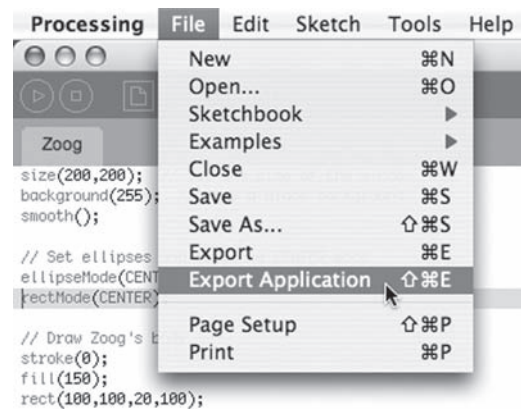 Processing File Edit Sketch Tools Help
New ⌘N
Open... ⌘O
Sketchbook
Examples
Close ⌘W
Save ⌘S
Save As... ⇧⌘S
Export ⌘E
Export Application ⇧⌘E
Page Setup ⇧⌘P
Print ⌘P
Zoog
size(200,200);
background(255);
smooth();
// Set ellipses
ellipseMode(CENT
rectMode(CENTER)
// Draw Zoog's b
stroke(0);
fill(150);
rect(100,100,20,100);